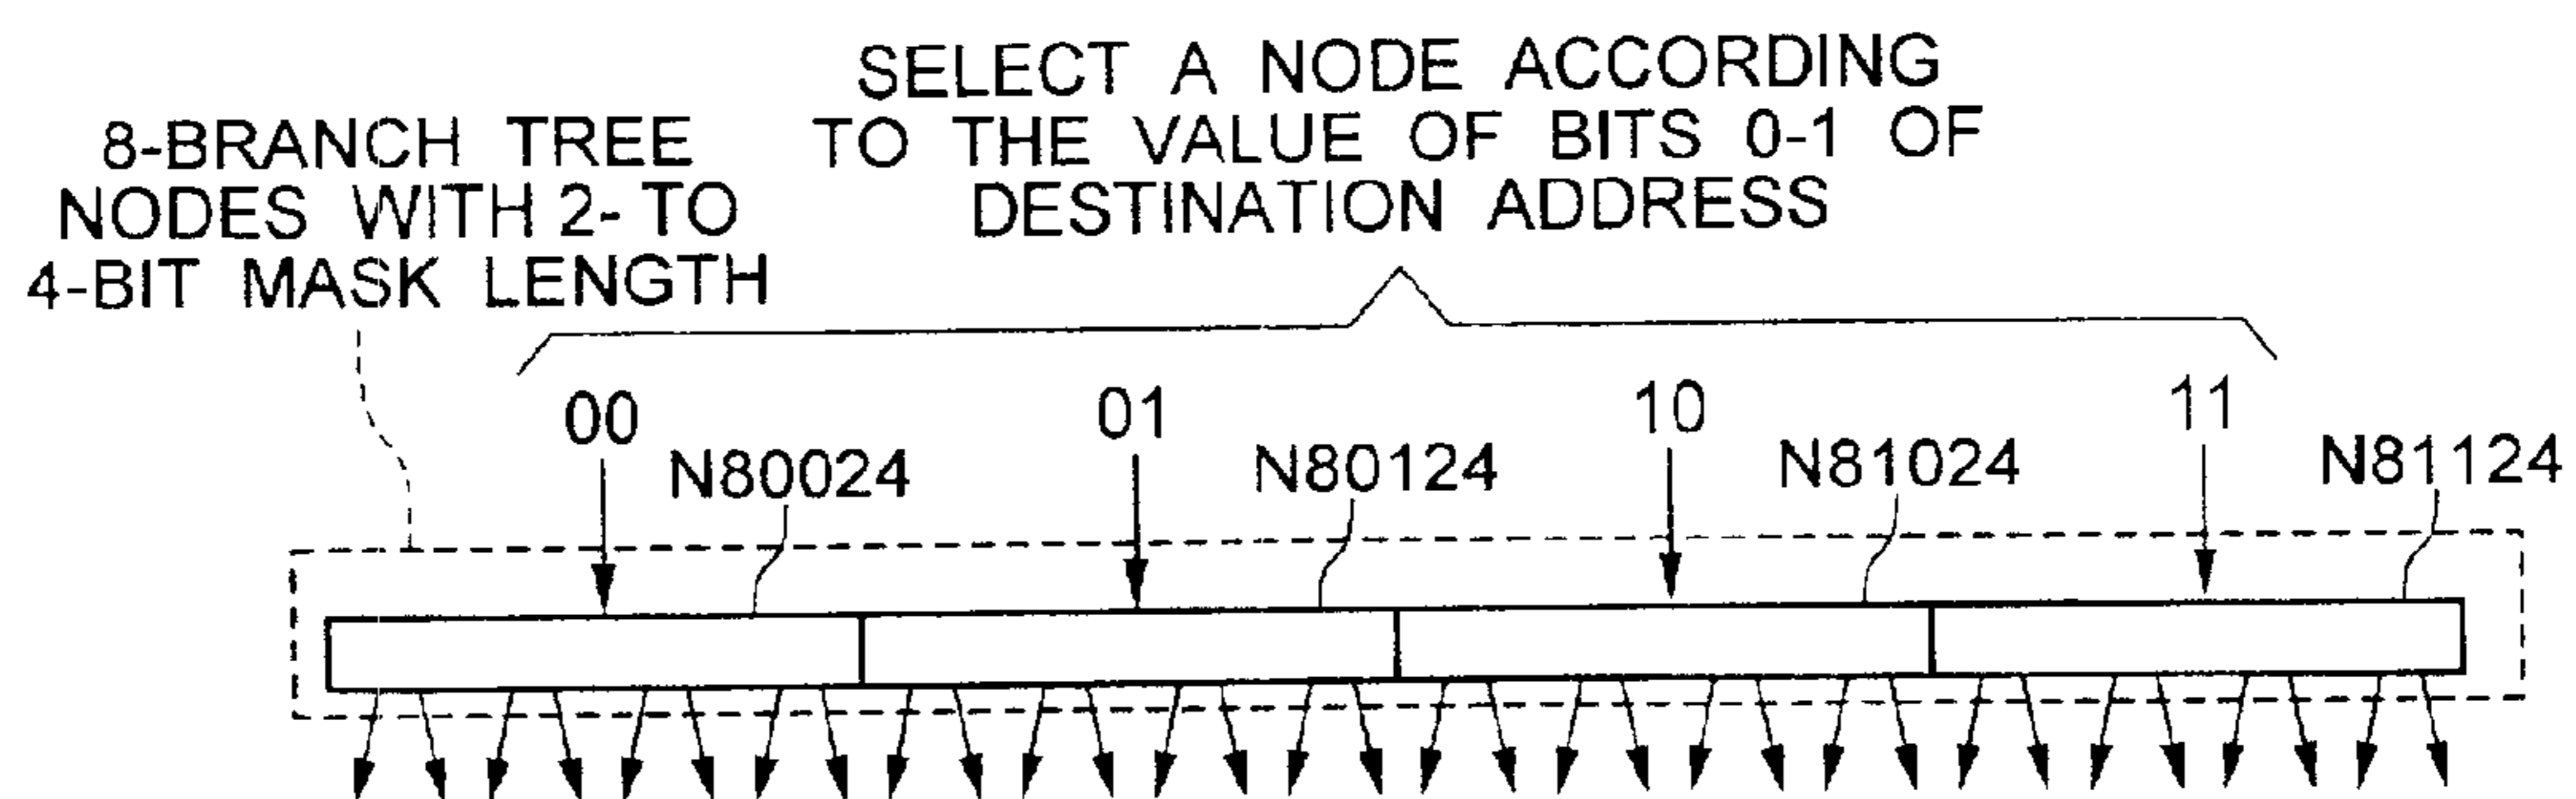 SELECT A NODE ACCORDING
TO THE VALUE OF BITS 0-1 OF
DESTINATION ADDRESS
8-BRANCH TREE
NODES WITH 2- TO
4-BIT MASK LENGTH
00
01
10
11
N80024
N80124
N81024
N81124